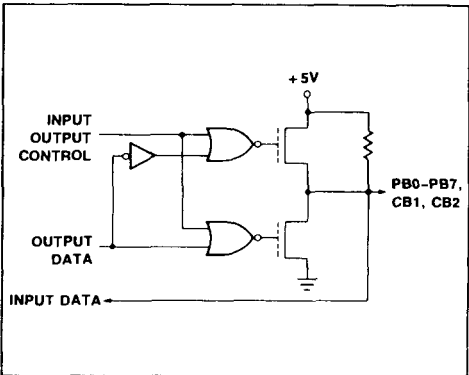 +5V
INPUT
OUTPUT
CONTROL
PB0-PB7,
CB1, CB2
OUTPUT
DATA
INPUT DATA